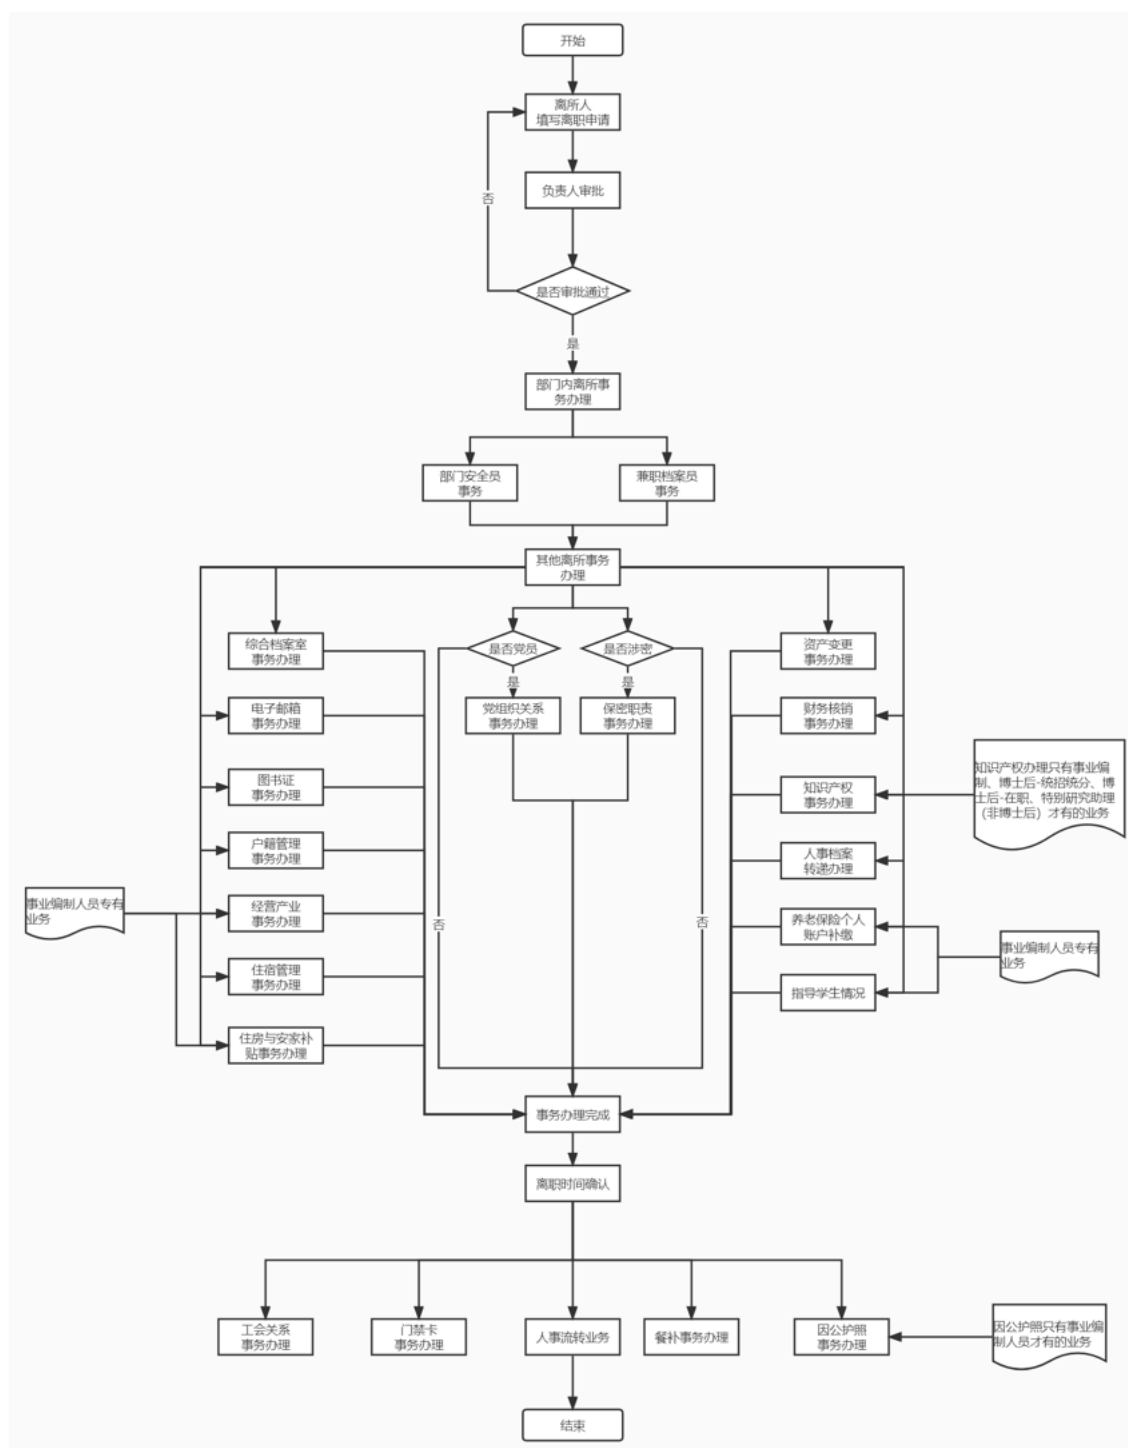 开始
离所人
填写离职申请
负责人审批
否
是否审批通过
是
部门内离所事
务办理
部门安全员
事务
兼职档案员
事务
其他离所事务
办理
综合档案室
事务办理
是否党员
是否涉密
资产变更
事务办理
是
是
电子邮箱
事务办理
党组织关系
事务办理
保密职责
事务办理
财务核销
事务办理
图书证
事务办理
知识产权
事务办理
知识产权办理只有事业编
制、博士后-统招统分、博
士后-在职、特别研究助理
（非博士后）才有的业务
户籍管理
事务办理
人事档案
转递办理
事业编制人员专有
业务
经营产业
事务办理
否
否
养老保险个人
账户补缴
事业编制人员专有
业务
住宿管理
事务办理
指导学生情况
住房与安家补
贴事务办理
事务办理完成
离职时间确认
工会关系
事务办理
门禁卡
事务办理
人事流转业务
餐补事务办理
因公护照
事务办理
因公护照只有事业编
制人员才有的业务
结束